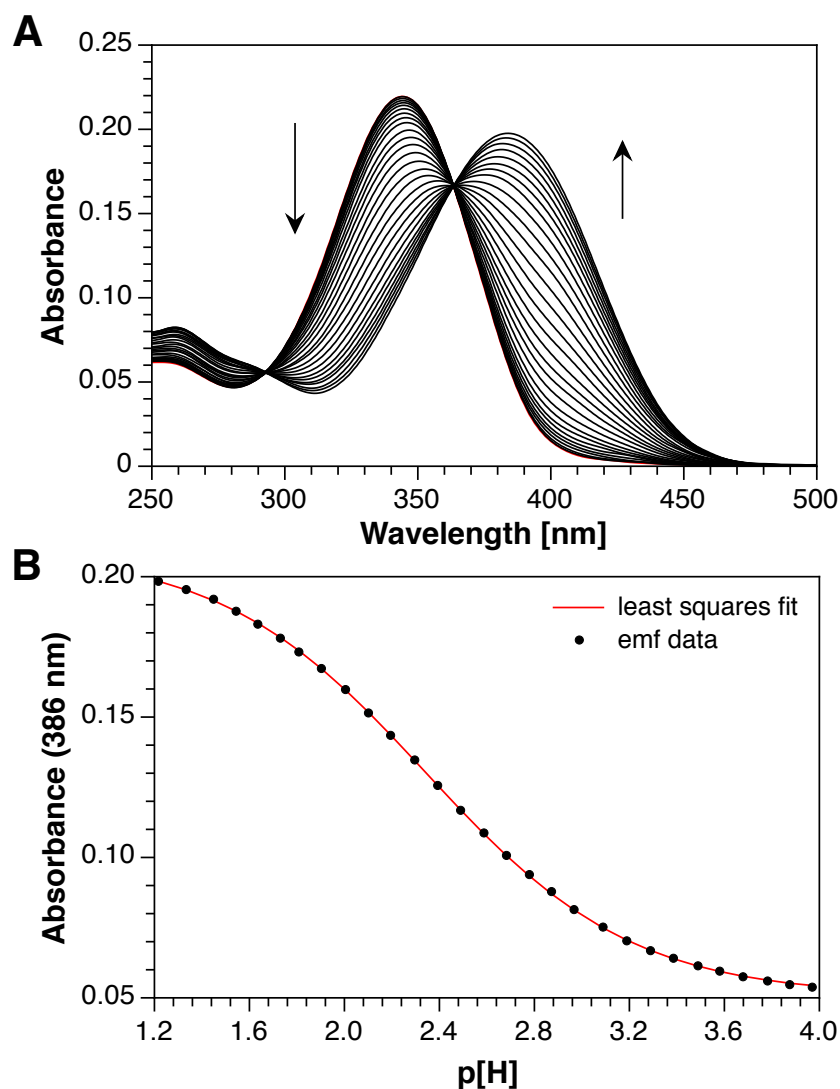 A
0.25
0.20
0.15
0.10
0.05
0
Absorbance
250 300 350 400 450 500
Wavelength [nm]
B
0.20
0.15
0.10
0.05
Absorbance (386 nm)
least squares fit
emf data
1.2 1.6 2.0 2.4 2.8 3.2 3.6 4.0
p[H]